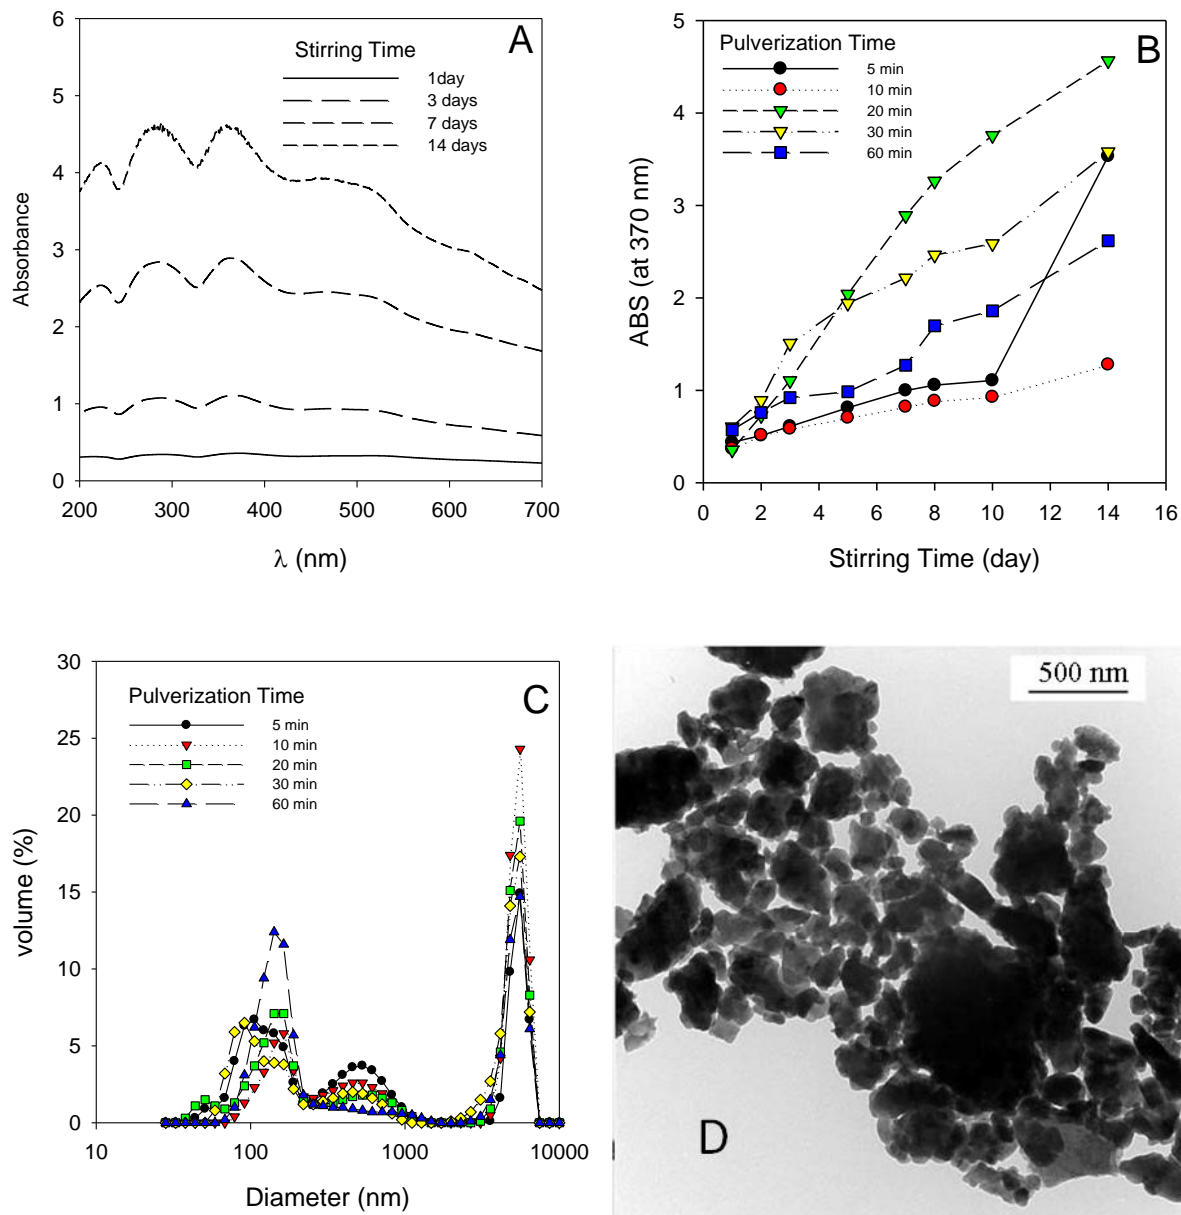 A
Stirring Time
1day
3 days
7 days
14 days
6
5
4
3
2
1
0
200 300 400 500 600 700
Absorbance
λ (nm)
B
Pulverization Time
5 min
10 min
20 min
30 min
60 min
5
4
3
2
1
0
0 2 4 6 8 10 12 14 16
ABS (at 370 nm)
Stirring Time (day)
C
Pulverization Time
5 min
10 min
20 min
30 min
60 min
30
25
20
15
10
5
0
10 100 1000 10000
volume (%)
Diameter (nm)
500 nm
D